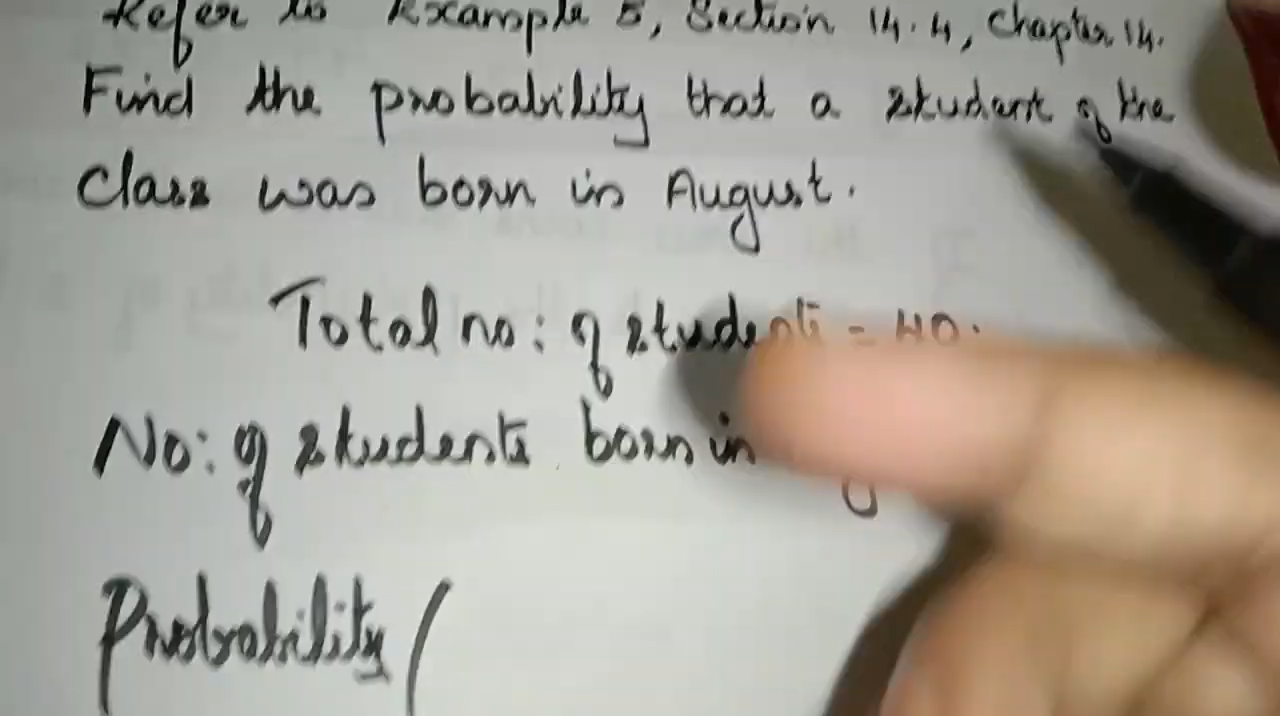 Refer to Example 5, Section 14.4, Chapter 14.
Find the probability that a student of the
class was born in August.
Total no: of students = 40.
No: of students born in
Probability (